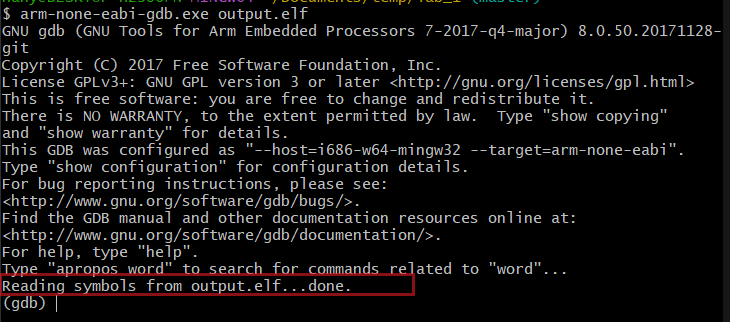 $ arm-none-eabi-gdb.exe output.elf
GNU gdb (GNU Tools for Arm Embedded Processors 7-2017-q4-major) 8.0.50.20171128-
git
Copyright (C) 2017 Free Software Foundation, Inc.
License GPLv3+: GNU GPL version 3 or later <http://gnu.org/licenses/gpl.html>
This is free software: you are free to change and redistribute it.
There is NO WARRANTY, to the extent permitted by law.  Type "show copying"
and "show warranty" for details.
This GDB was configured as "--host=i686-w64-mingw32 --target=arm-none-eabi".
Type "show configuration" for configuration details.
For bug reporting instructions, please see:
<http://www.gnu.org/software/gdb/bugs/>.
Find the GDB manual and other documentation resources online at:
<http://www.gnu.org/software/gdb/documentation/>.
For help, type "help".
Type "apropos word" to search for commands related to "word"...
Reading symbols from output.elf...done.
(gdb)